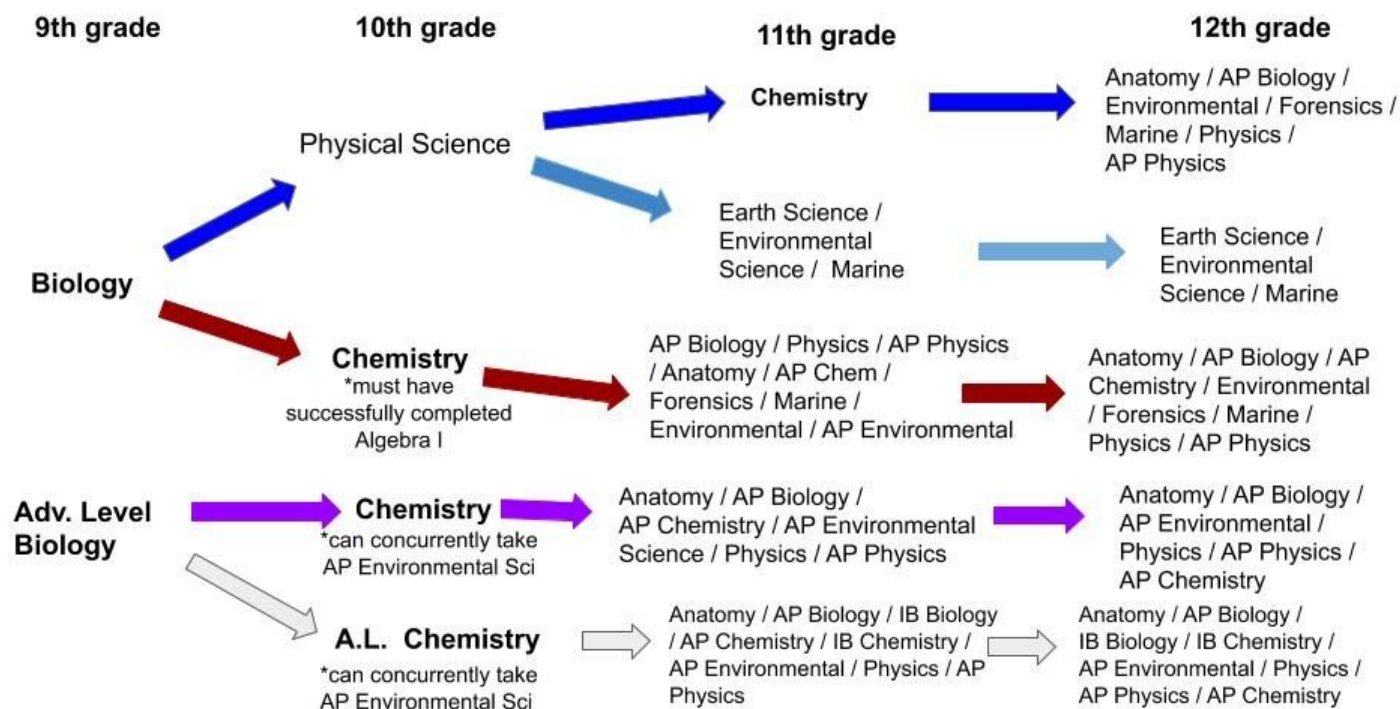 9th grade
10th grade
11th grade
12th grade
Biology
Physical Science
Chemistry
Anatomy / AP Biology /
Environmental / Forensics /
Marine / Physics /
AP Physics
Earth Science /
Environmental
Science / Marine
Earth Science /
Environmental
Science / Marine
Chemistry
*must have
successfully completed
Algebra I
AP Biology / Physics / AP Physics
/ Anatomy / AP Chem /
Forensics / Marine /
Environmental / AP Environmental
Anatomy / AP Biology / AP
Chemistry / Environmental
/ Forensics / Marine /
Physics / AP Physics
Adv. Level
Biology
Chemistry
*can concurrently take
AP Environmental Sci
Anatomy / AP Biology /
AP Chemistry / AP Environmental
Science / Physics / AP Physics
Anatomy / AP Biology /
AP Environmental /
Physics / AP Physics /
AP Chemistry
A.L. Chemistry
*can concurrently take
AP Environmental Sci
Anatomy / AP Biology / IB Biology
/ AP Chemistry / IB Chemistry /
AP Environmental / Physics / AP
Physics
Anatomy / AP Biology /
IB Biology / IB Chemistry /
AP Environmental / Physics /
AP Physics / AP Chemistry